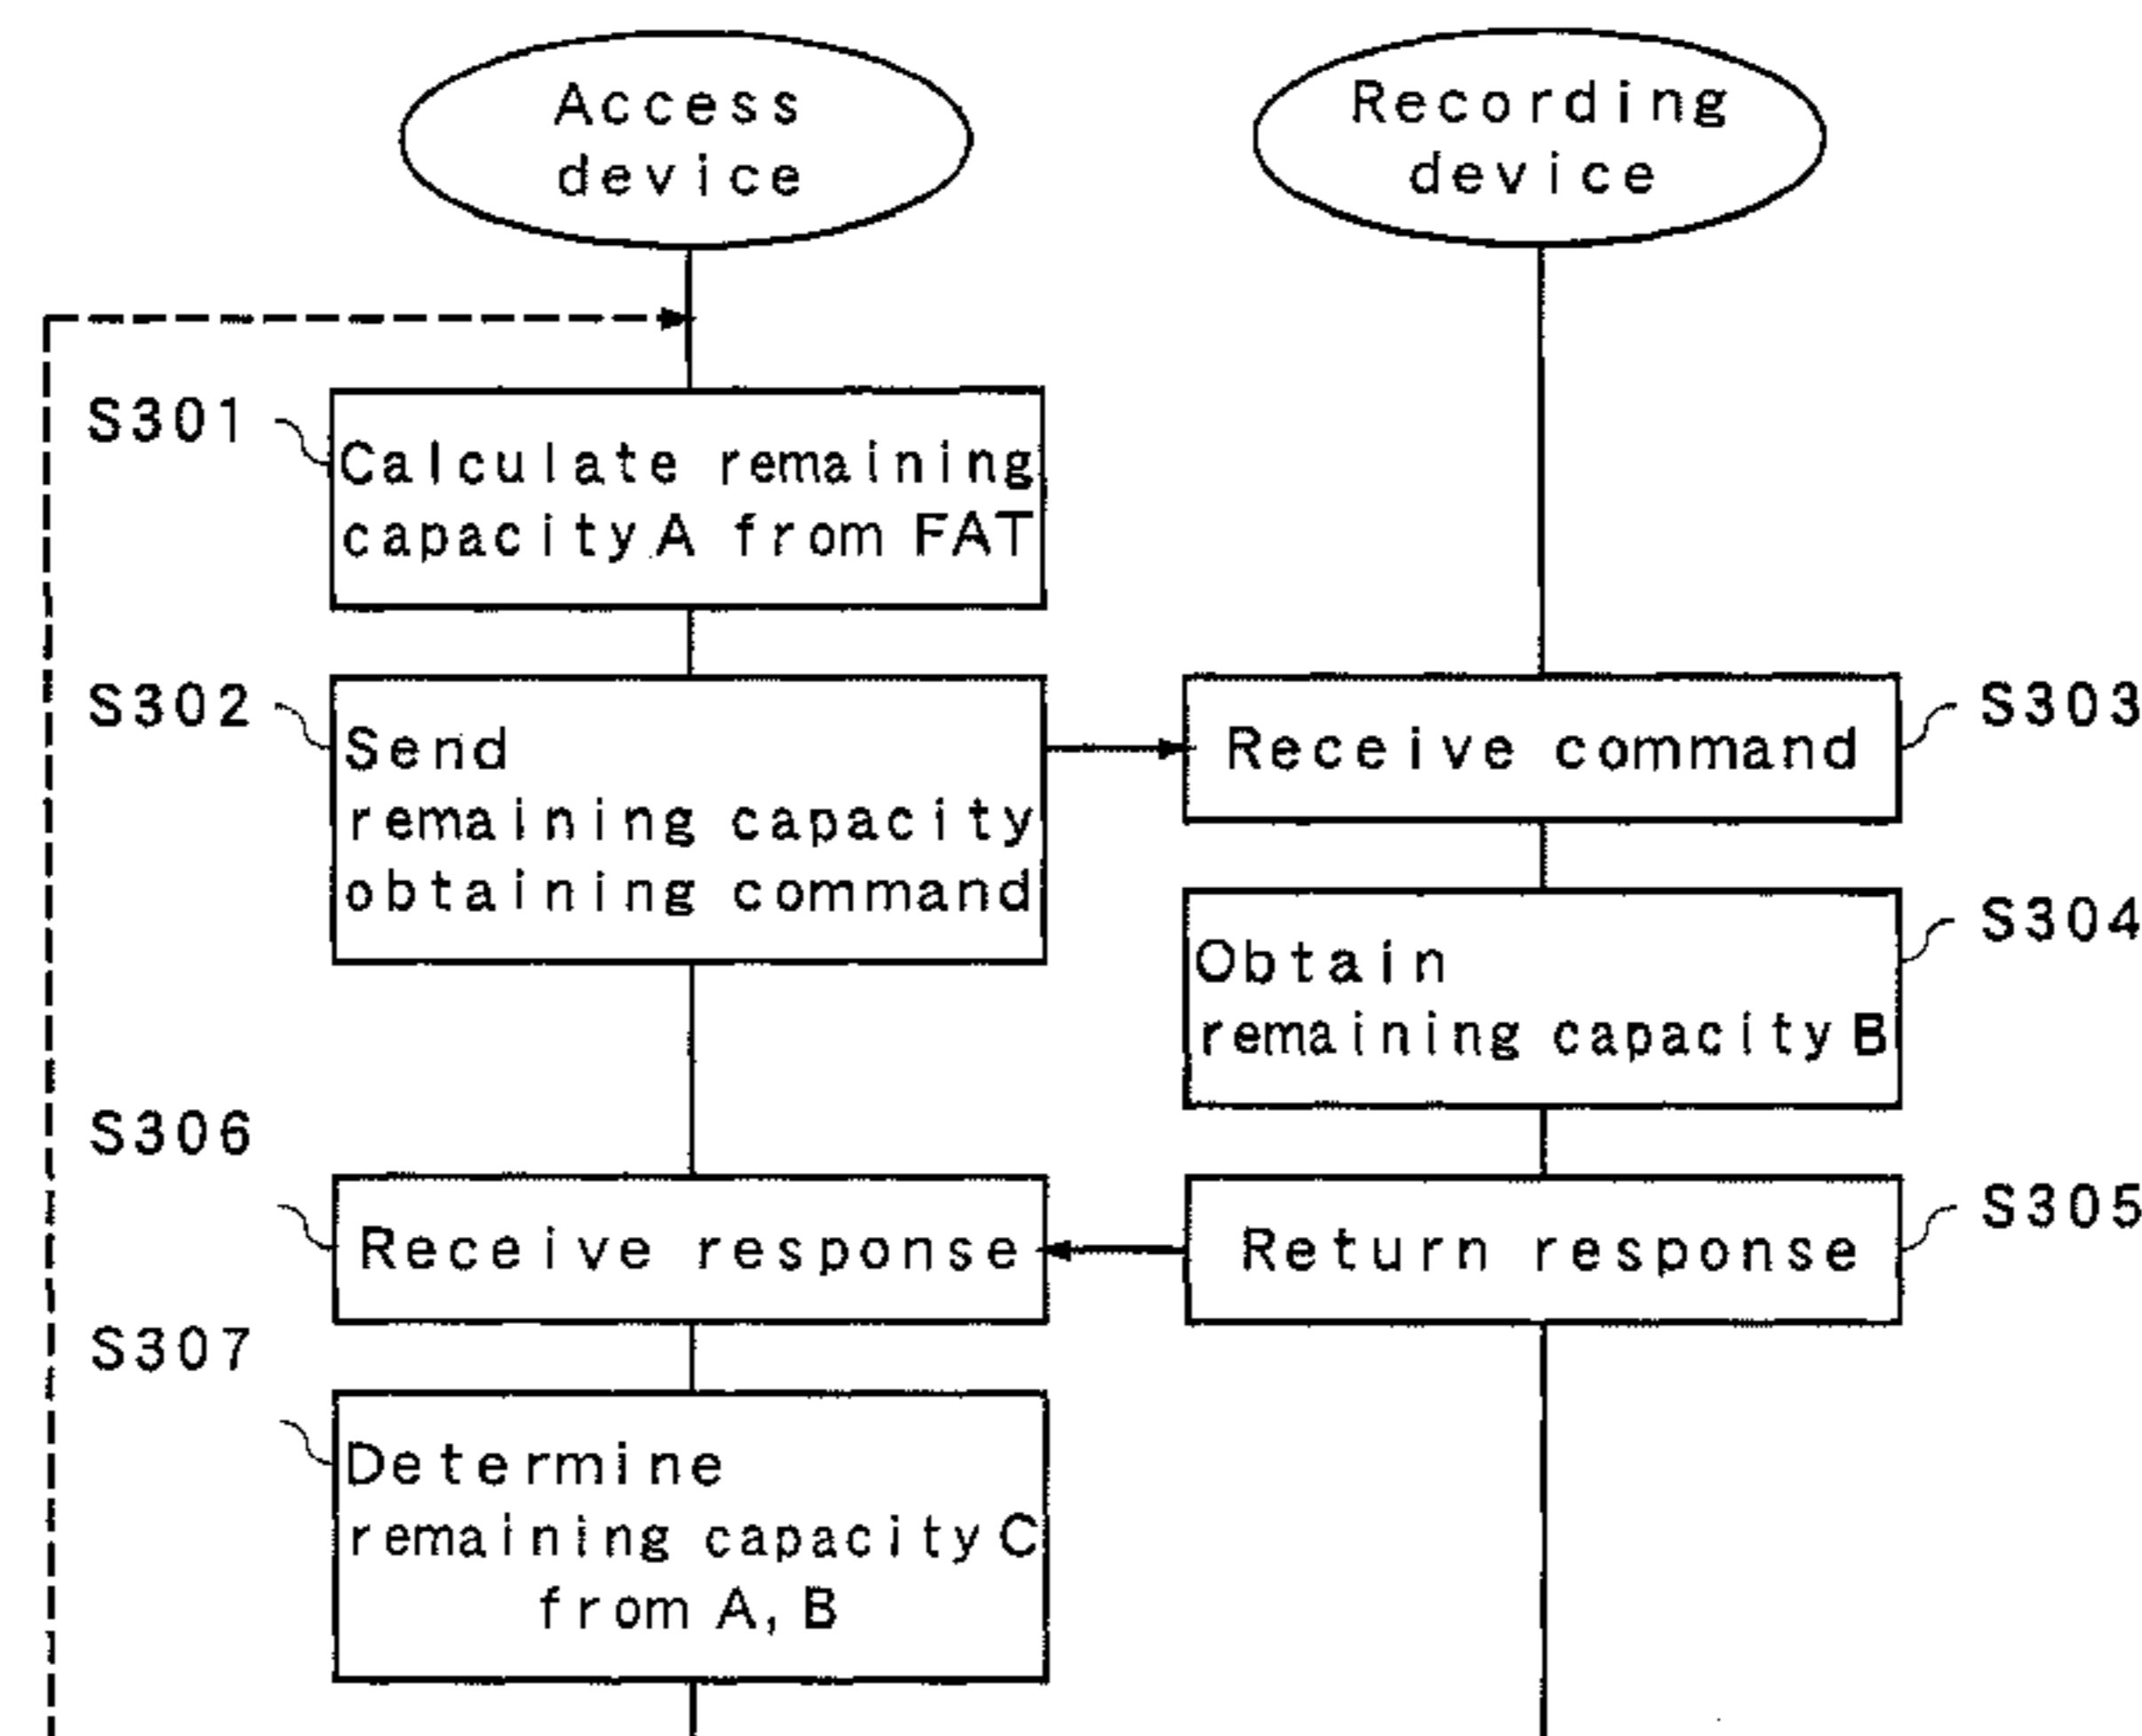 Access
device
Recording
device
S301
Calculate remaining
capacity A from FAT
S302
Send
remaining capacity
obtaining command
Receive command
S303
Obtain
remaining capacity B
S304
S306
Receive response
Return response
S305
S307
Determine
remaining capacity C
from A, B